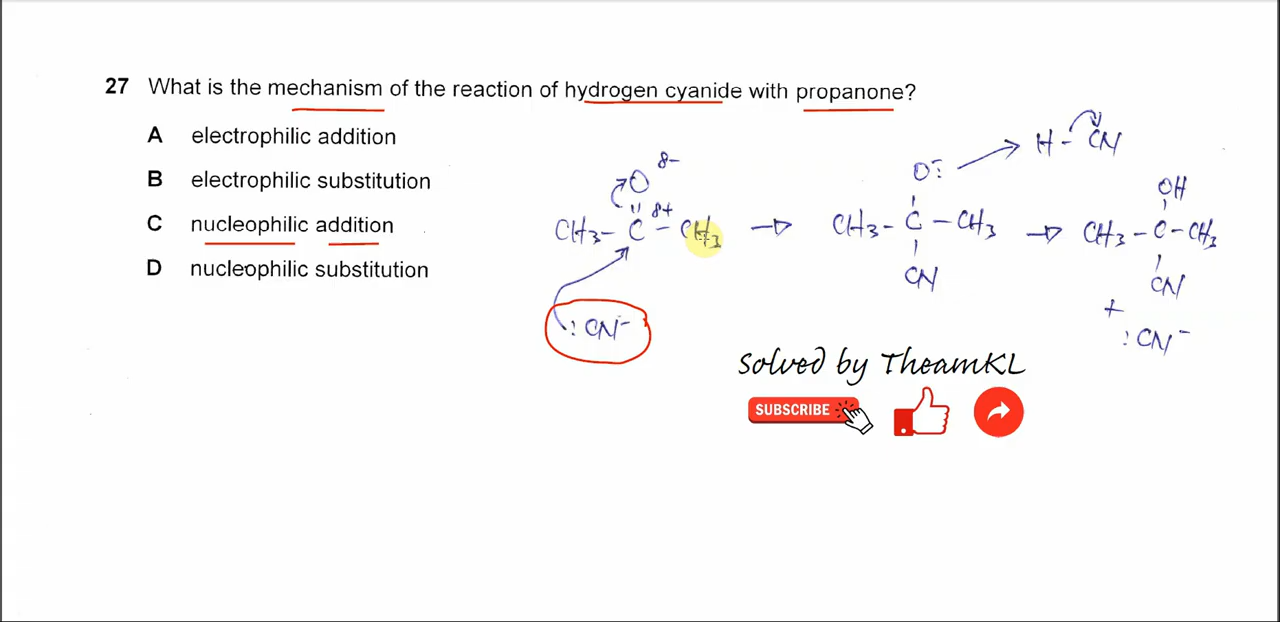 27 What is the mechanism of the reaction of hydrogen cyanide with propanone?
A electrophilic addition
B electrophilic substitution
C nucleophilic addition
D nucleophilic substitution
δ-
O
δ+
CH3 - C - CH3
:CN-
O:-
CH3 - C - CH3
CN
H - CN
OH
CH3 - C - CH3
CN
+
:CN-
Solved by TheamKL
SUBSCRIBE